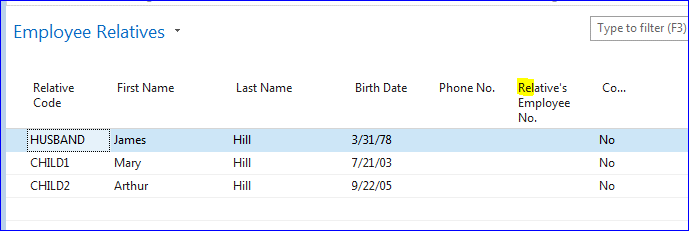 Employee Relatives
Type to filter (F3)
Relative Code First Name Last Name Birth Date Phone No. Relative's Employee No. Co...
HUSBAND James Hill 3/31/78 No
CHILD1 Mary Hill 7/21/03 No
CHILD2 Arthur Hill 9/22/05 No